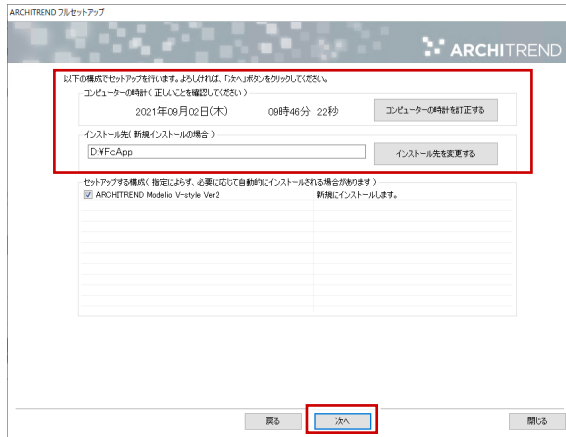 ARCHITREND フルセットアップ
ARCHITREND
以下の構成でセットアップを行います。よろしければ、「次へ」ボタンをクリックしてください。
コンピューターの時計( 正しいことを確認してください )
2021年09月02日(木) 09時46分 22秒 コンピューターの時計を訂正する
インストール先( 新規インストールの場合 )
D:¥FcApp インストール先を変更する
セットアップする構成( 指定によらず、必要に応じて自動的にインストールされる場合があります )
ARCHITREND Modelio V-style Ver2 新規にインストールします。
戻る 次へ 閉じる